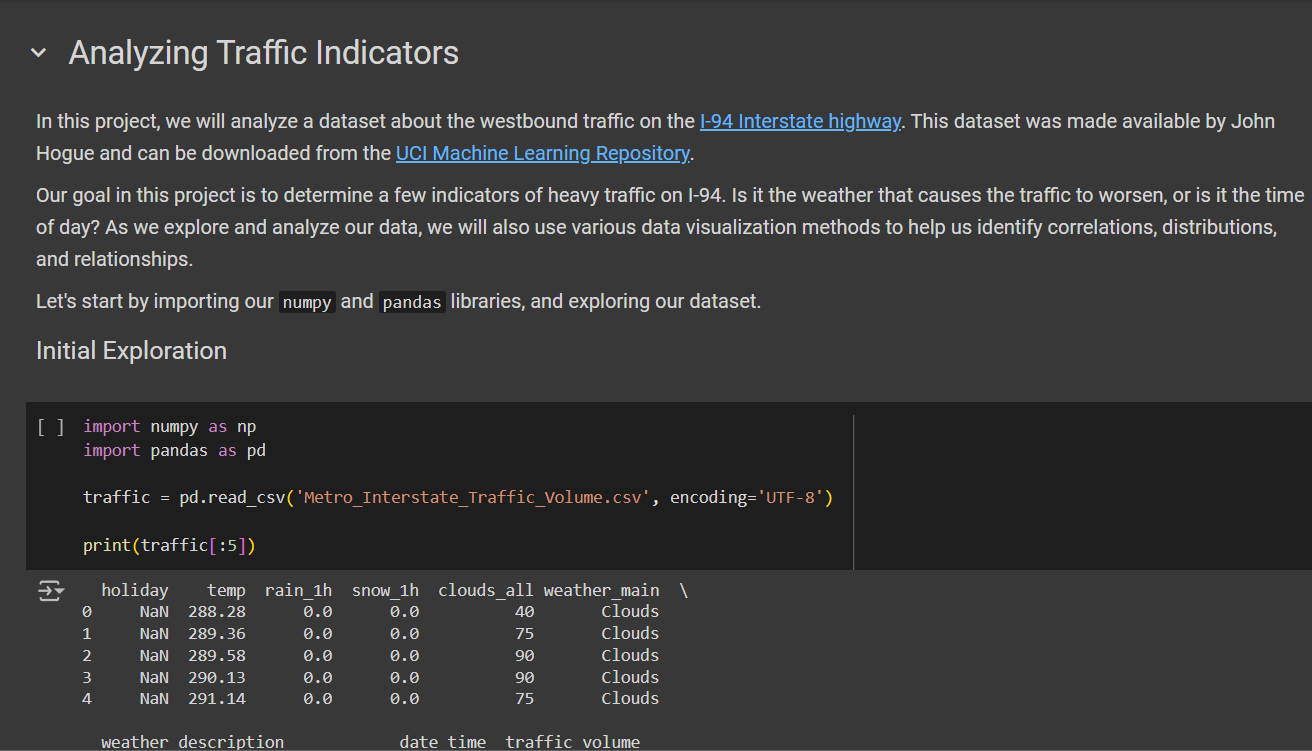 Analyzing Traffic Indicators
In this project, we will analyze a dataset about the westbound traffic on the I-94 Interstate highway. This dataset was made available by John
Hogue and can be downloaded from the UCI Machine Learning Repository.
Our goal in this project is to determine a few indicators of heavy traffic on I-94. Is it the weather that causes the traffic to worsen, or is it the time
of day? As we explore and analyze our data, we will also use various data visualization methods to help us identify correlations, distributions,
and relationships.
Let's start by importing our numpy and pandas libraries, and exploring our dataset.
Initial Exploration
[ ] import numpy as np
import pandas as pd
traffic = pd.read_csv('Metro_Interstate_Traffic_Volume.csv', encoding='UTF-8')
print(traffic[:5])
holiday temp rain_1h snow_1h clouds_all weather_main \
0 NaN 288.28 0.0 0.0 40 Clouds
1 NaN 289.36 0.0 0.0 75 Clouds
2 NaN 289.58 0.0 0.0 90 Clouds
3 NaN 290.13 0.0 0.0 90 Clouds
4 NaN 291.14 0.0 0.0 75 Clouds
weather_description date_time traffic_volume